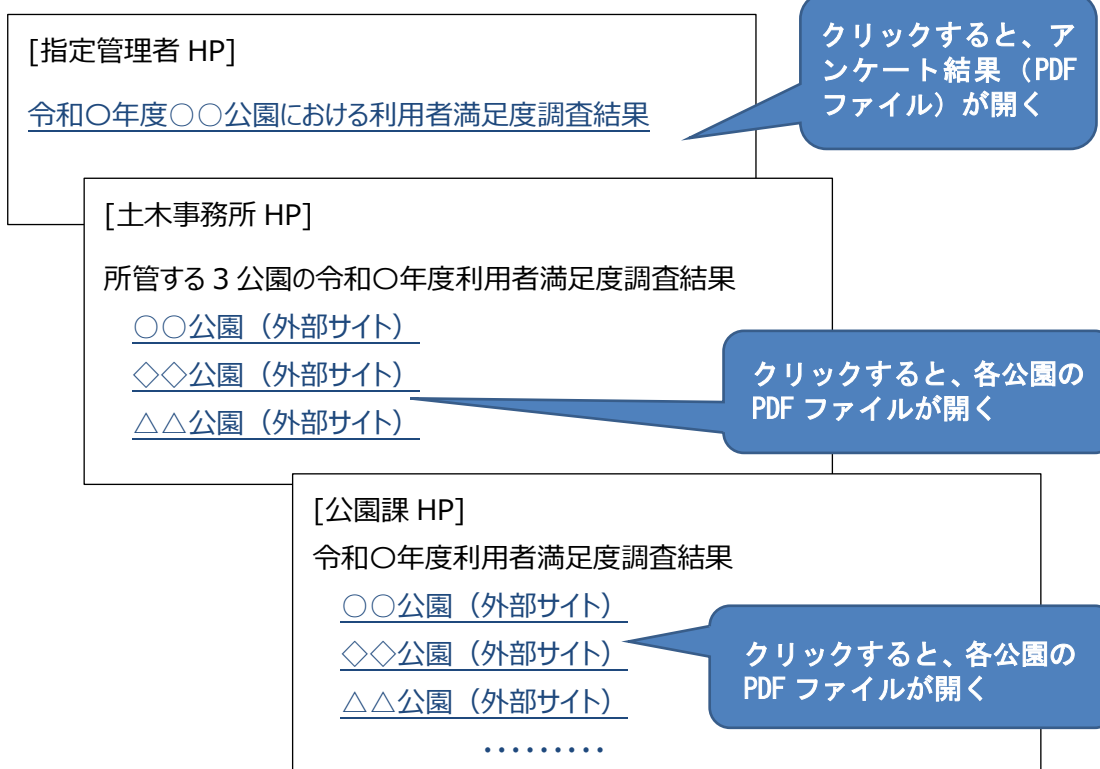 [指定管理者 HP]
令和〇年度○○公園における利用者満足度調査結果
クリックすると、ア
ンケート結果（PDF
ファイル）が開く
[土木事務所 HP]
所管する３公園の令和〇年度利用者満足度調査結果
○○公園（外部サイト）
◇◇公園（外部サイト）
△△公園（外部サイト）
クリックすると、各公園の
PDF ファイルが開く
[公園課 HP]
令和〇年度利用者満足度調査結果
○○公園（外部サイト）
◇◇公園（外部サイト）
△△公園（外部サイト）
・・・・・・・・・
クリックすると、各公園の
PDF ファイルが開く